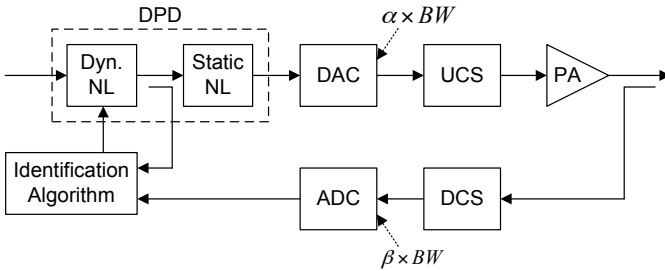 DPD
α × BW
Dyn.
NL
Static
NL
DAC
UCS
PA
Identification
Algorithm
ADC
DCS
β × BW